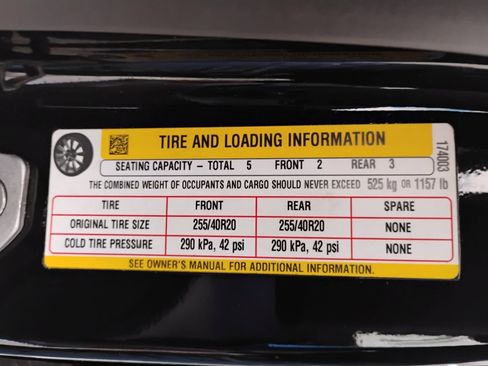 TIRE AND LOADING INFORMATION
SEATING CAPACITY – TOTAL 5 FRONT 2 REAR 3
THE COMBINED WEIGHT OF OCCUPANTS AND CARGO SHOULD NEVER EXCEED 525 kg OR 1157 lb
TIRE FRONT REAR SPARE
ORIGINAL TIRE SIZE 255/40R20 255/40R20 NONE
COLD TIRE PRESSURE 290 kPa, 42 psi 290 kPa, 42 psi NONE
SEE OWNER'S MANUAL FOR ADDITIONAL INFORMATION.
174003